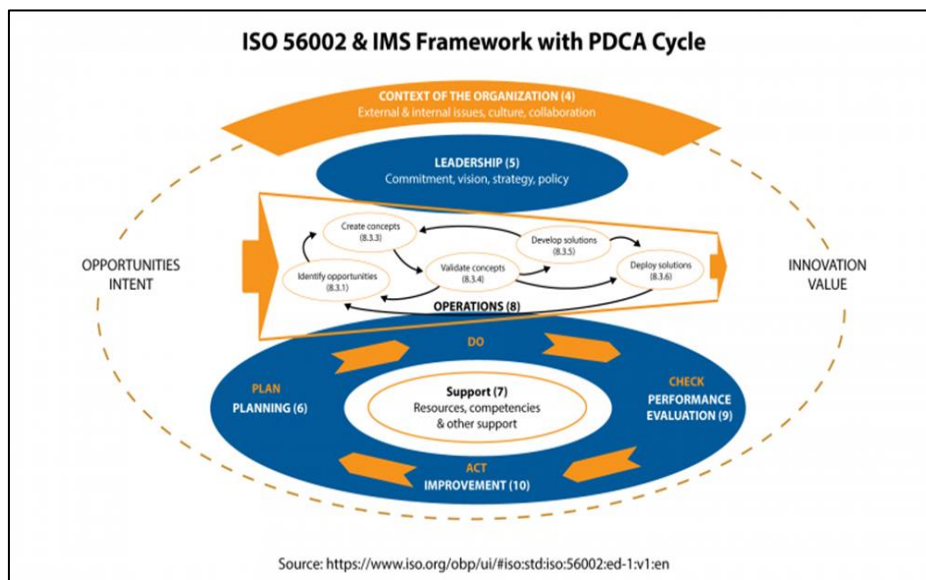 ISO 56002 & IMS Framework with PDCA Cycle
CONTEXT OF THE ORGANIZATION (4)
External & internal issues, culture, collaboration
LEADERSHIP (5)
Commitment, vision, strategy, policy
OPPORTUNITIES
INTENT
Create concepts
(8.3.3)
Develop solutions
(8.3.5)
Identify opportunities
(8.3.1)
Validate concepts
(8.3.4)
Deploy solutions
(8.3.6)
OPERATIONS (8)
INNOVATION
VALUE
DO
PLAN
PLANNING (6)
Support (7)
Resources, competencies
& other support
CHECK
PERFORMANCE
EVALUATION (9)
ACT
IMPROVEMENT (10)
Source: https://www.iso.org/obp/ui/#iso:std:iso:56002:ed-1:v1:en